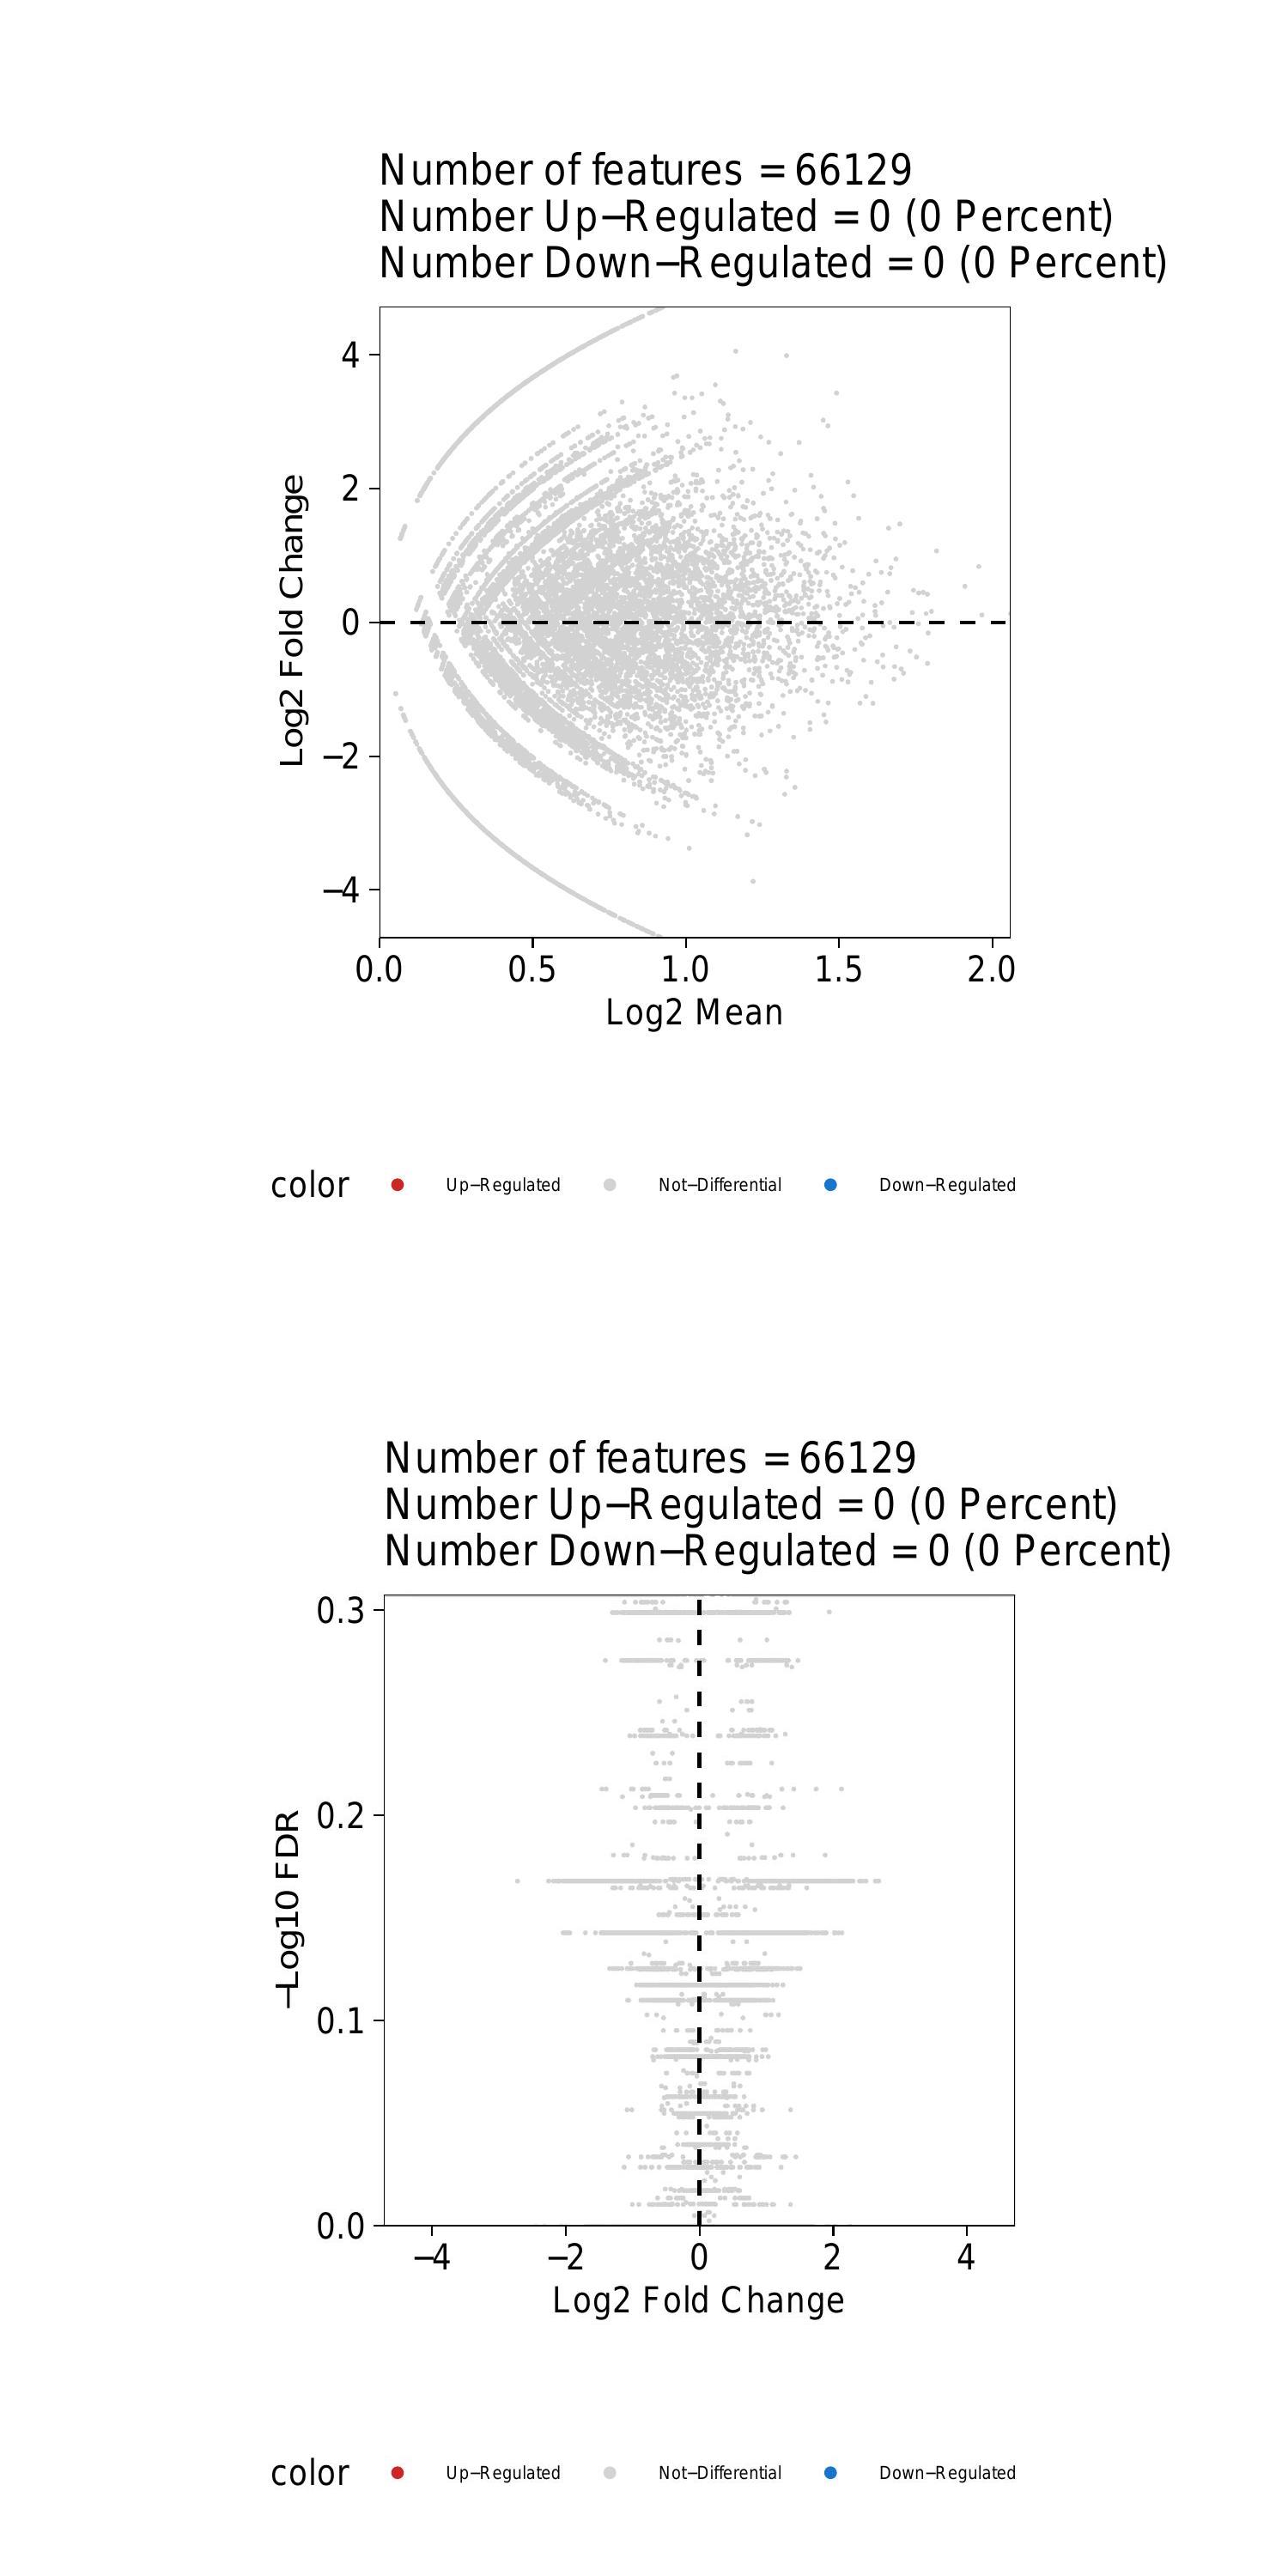 Number of features = 66129
Number Up−Regulated = 0 (0 Percent)
Number Down−Regulated = 0 (0 Percent)
4
2
0
−2
−4
Log2 Fold Change
0.0 0.5 1.0 1.5 2.0
Log2 Mean
color Up−Regulated Not−Differential Down−Regulated
Number of features = 66129
Number Up−Regulated = 0 (0 Percent)
Number Down−Regulated = 0 (0 Percent)
0.3
0.2
0.1
0.0
−Log10 FDR
−4 −2 0 2 4
Log2 Fold Change
color Up−Regulated Not−Differential Down−Regulated